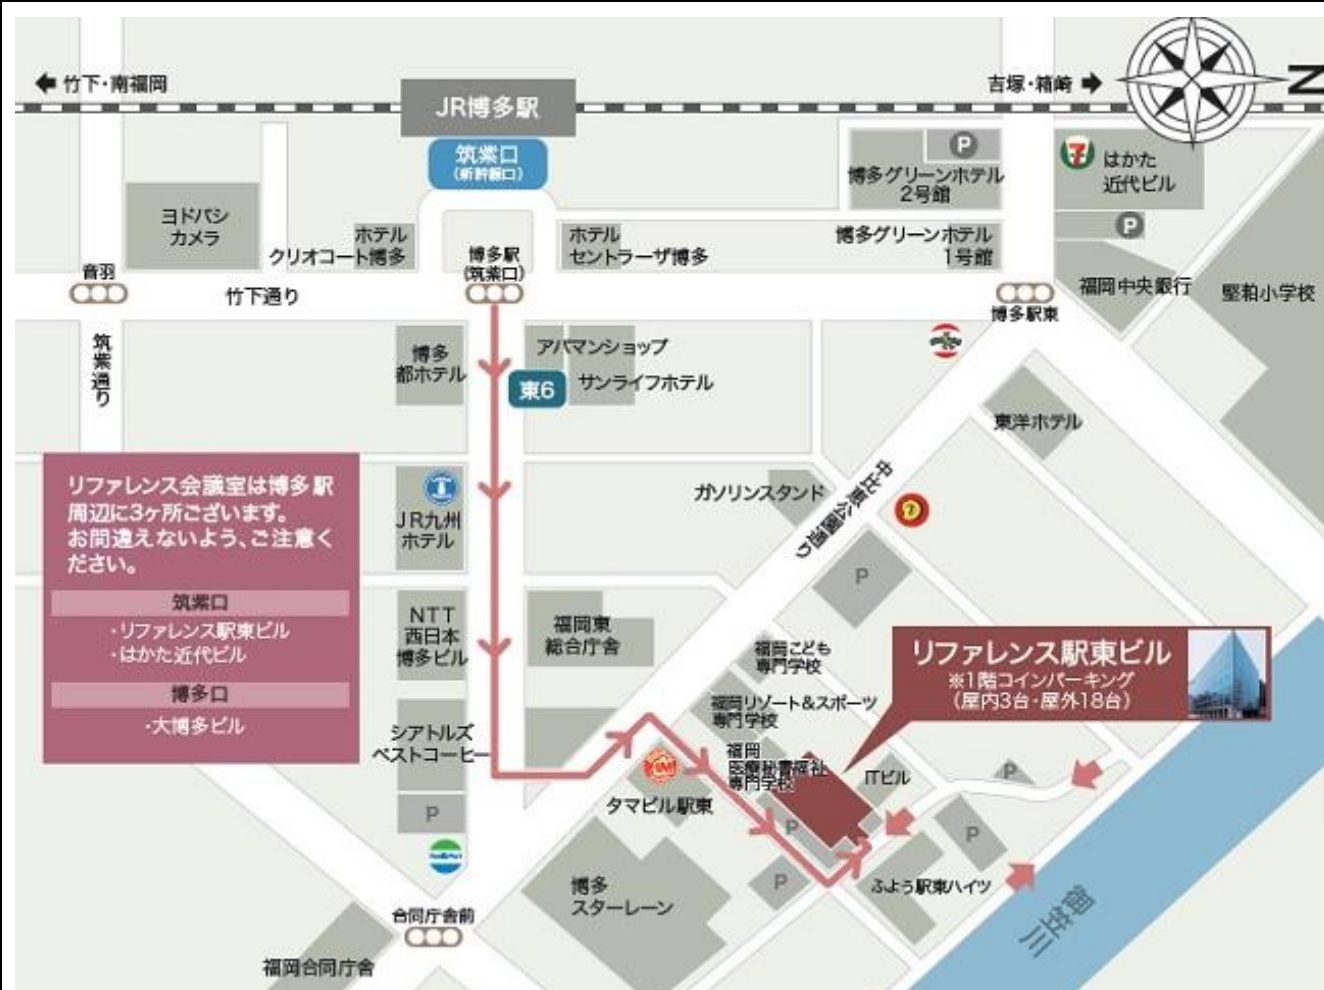 竹下・南福岡
JR博多駅
吉塚・箱崎
N
筑紫口
(新幹線口)
P
博多グリーンホテル
2号館
7
はかた
近代ビル
P
ヨドバシ
カメラ
ホテル
クリオコート博多
博多駅
(筑紫口)
ホテル
セントラーザ博多
博多グリーンホテル
1号館
音羽
竹下通り
福岡中央銀行
堅粕小学校
博多駅東
筑紫通り
博多
都ホテル
アパマンショップ
サンライフホテル
東6
東洋ホテル
リファレンス会議室は博多駅
周辺に3ヶ所ございます。
お間違えないよう、ご注意く
ださい。
筑紫口
・リファレンス駅東ビル
・はかた近代ビル
博多口
・大博多ビル
JR九州
ホテル
ガソリンスタンド
中比恵公園通り
P
NTT
西日本
博多ビル
福岡東
総合庁舎
福岡こども
専門学校
リファレンス駅東ビル
※1階コインパーキング
(屋内3台・屋外18台)
福岡リゾート&スポーツ
専門学校
シアトルズ
ベストコーヒー
福岡
医療秘書福祉
専門学校
ITビル
P
タマビル駅東
P
P
P
FamilyMart
博多
スターレーン
P
ふよう駅東ハイツ
御笠川
合同庁舎前
福岡合同庁舎